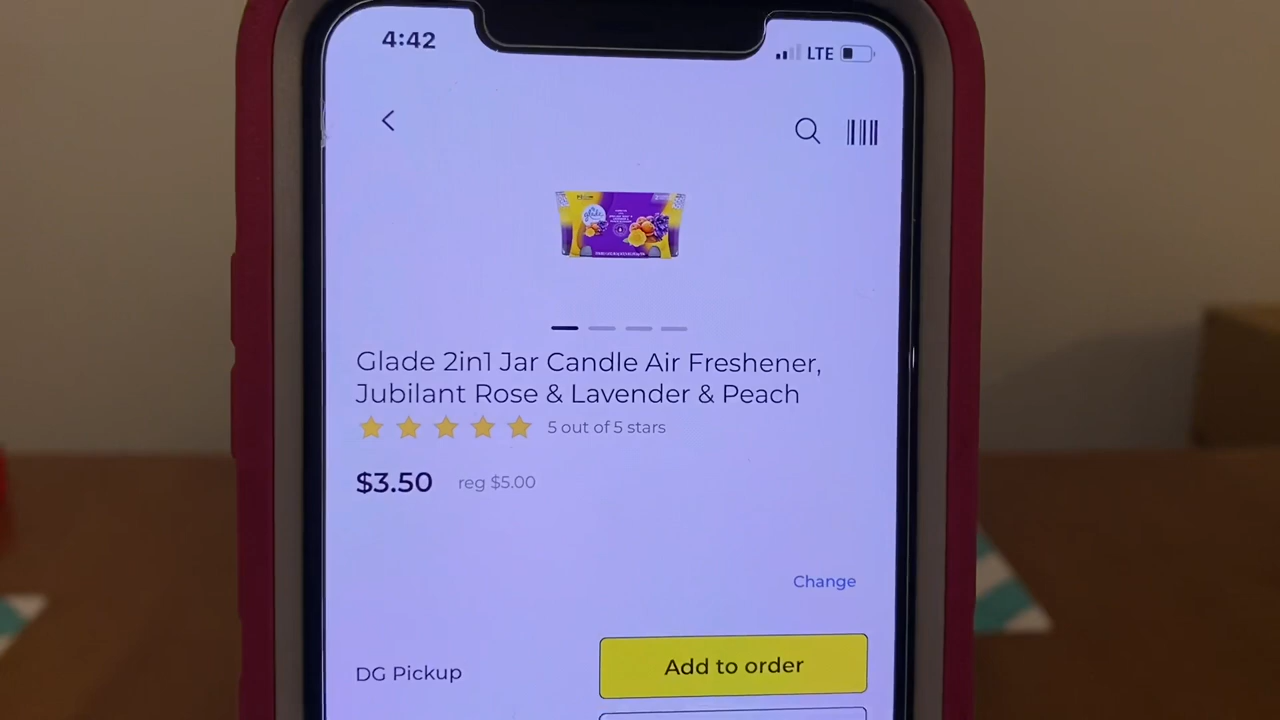 4:42
LTE
glade
Glade 2in1 Jar Candle Air Freshener,
Jubilant Rose & Lavender & Peach
5 out of 5 stars
$3.50 reg $5.00
Change
DG Pickup
Add to order